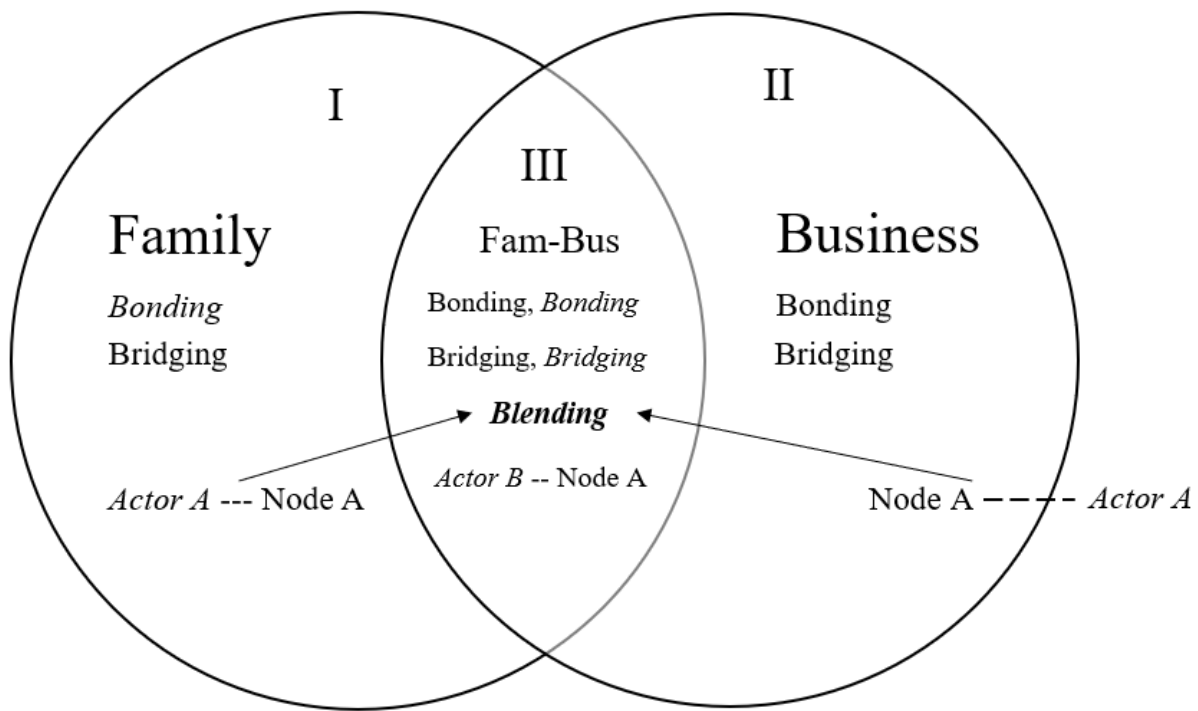 I
II
III
Family
Fam-Bus
Business
Bonding
Bonding, Bonding
Bonding
Bridging
Bridging, Bridging
Bridging
Blending
Actor A --- Node A
Actor B -- Node A
Node A – – – – – Actor A